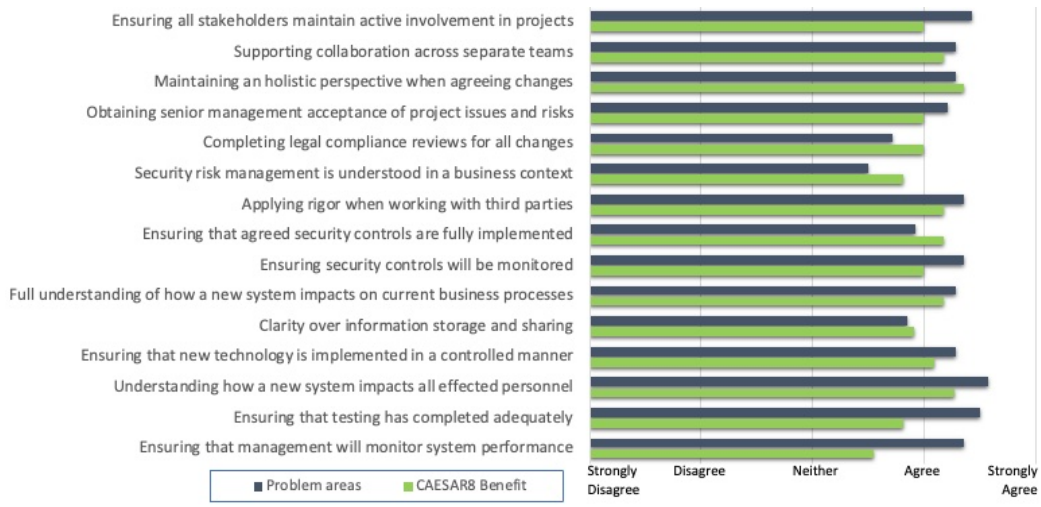 Ensuring all stakeholders maintain active involvement in projects
Supporting collaboration across separate teams
Maintaining an holistic perspective when agreeing changes
Obtaining senior management acceptance of project issues and risks
Completing legal compliance reviews for all changes
Security risk management is understood in a business context
Applying rigor when working with third parties
Ensuring that agreed security controls are fully implemented
Ensuring security controls will be monitored
Full understanding of how a new system impacts on current business processes
Clarity over information storage and sharing
Ensuring that new technology is implemented in a controlled manner
Understanding how a new system impacts all effected personnel
Ensuring that testing has completed adequately
Ensuring that management will monitor system performance
Strongly Disagree Disagree Neither Agree Strongly Agree
Problem areas CAESAR8 Benefit